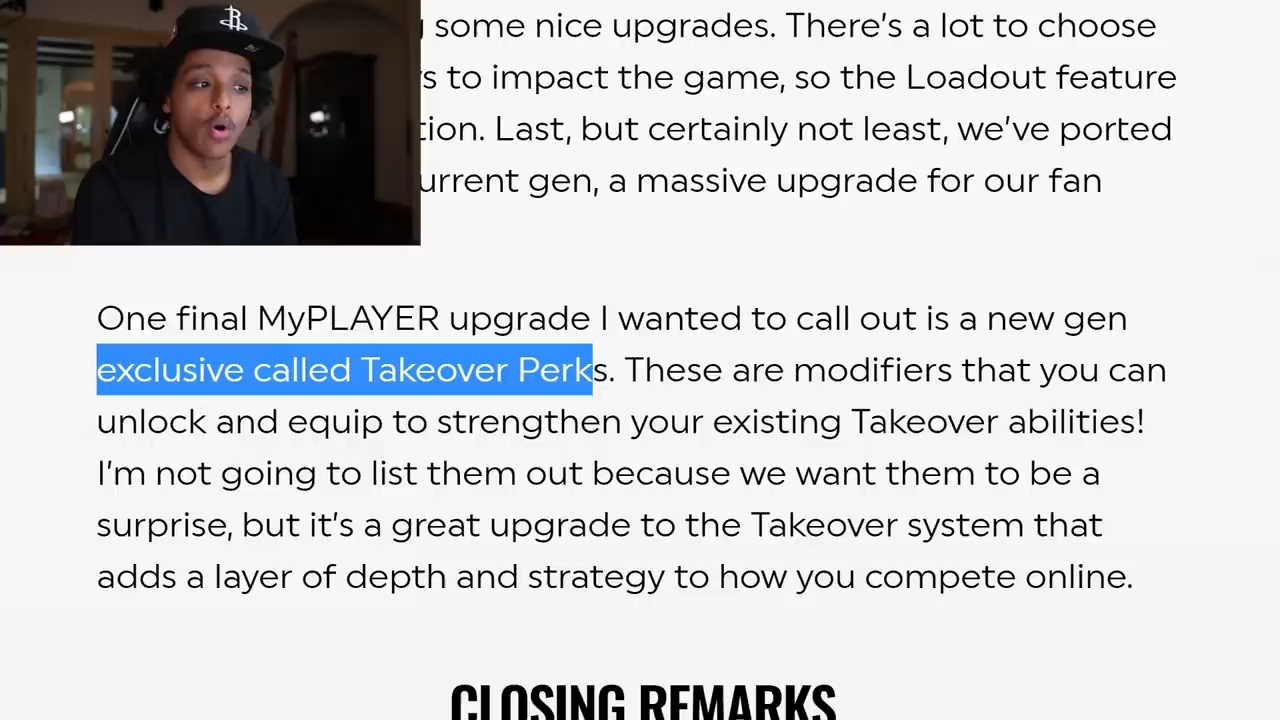 some nice upgrades. There’s a lot to choose
to impact the game, so the Loadout feature
Last, but certainly not least, we’ve ported
gen, a massive upgrade for our fan
One final MyPLAYER upgrade I wanted to call out is a new gen
exclusive called Takeover Perks. These are modifiers that you can
unlock and equip to strengthen your existing Takeover abilities!
I’m not going to list them out because we want them to be a
surprise, but it’s a great upgrade to the Takeover system that
adds a layer of depth and strategy to how you compete online.
CLOSING REMARKS